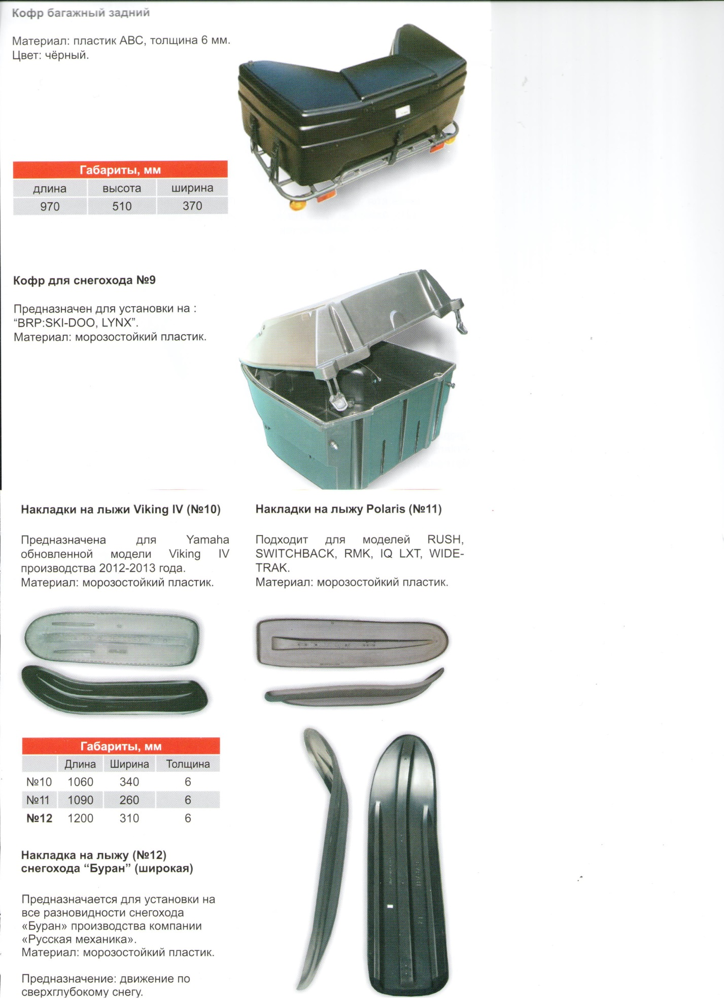 Кофр багажный задний
Материал: пластик АВС, толщина 6 мм.
Цвет: чёрный.
Габариты, мм
длина высота ширина
970 510 370
Кофр для снегохода №9
Предназначен для установки на :
“BRP:SKI-DOO, LYNX”.
Материал: морозостойкий пластик.
Накладки на лыжи Viking IV (№10)
Предназначена для Yamaha
обновленной модели Viking IV
производства 2012-2013 года.
Материал: морозостойкий пластик.
Накладки на лыжу Polaris (№11)
Подходит для моделей RUSH,
SWITCHBACK, RMK, IQ LXT, WIDE-
TRAK.
Материал: морозостойкий пластик.
Габариты, мм
Длина Ширина Толщина
№10 1060 340 6
№11 1090 260 6
№12 1200 310 6
Накладка на лыжу (№12)
снегохода “Буран” (широкая)
Предназначается для установки на
все разновидности снегохода
«Буран» производства компании
«Русская механика».
Материал: морозостойкий пластик.
Предназначение: движение по
сверхглубокому снегу.